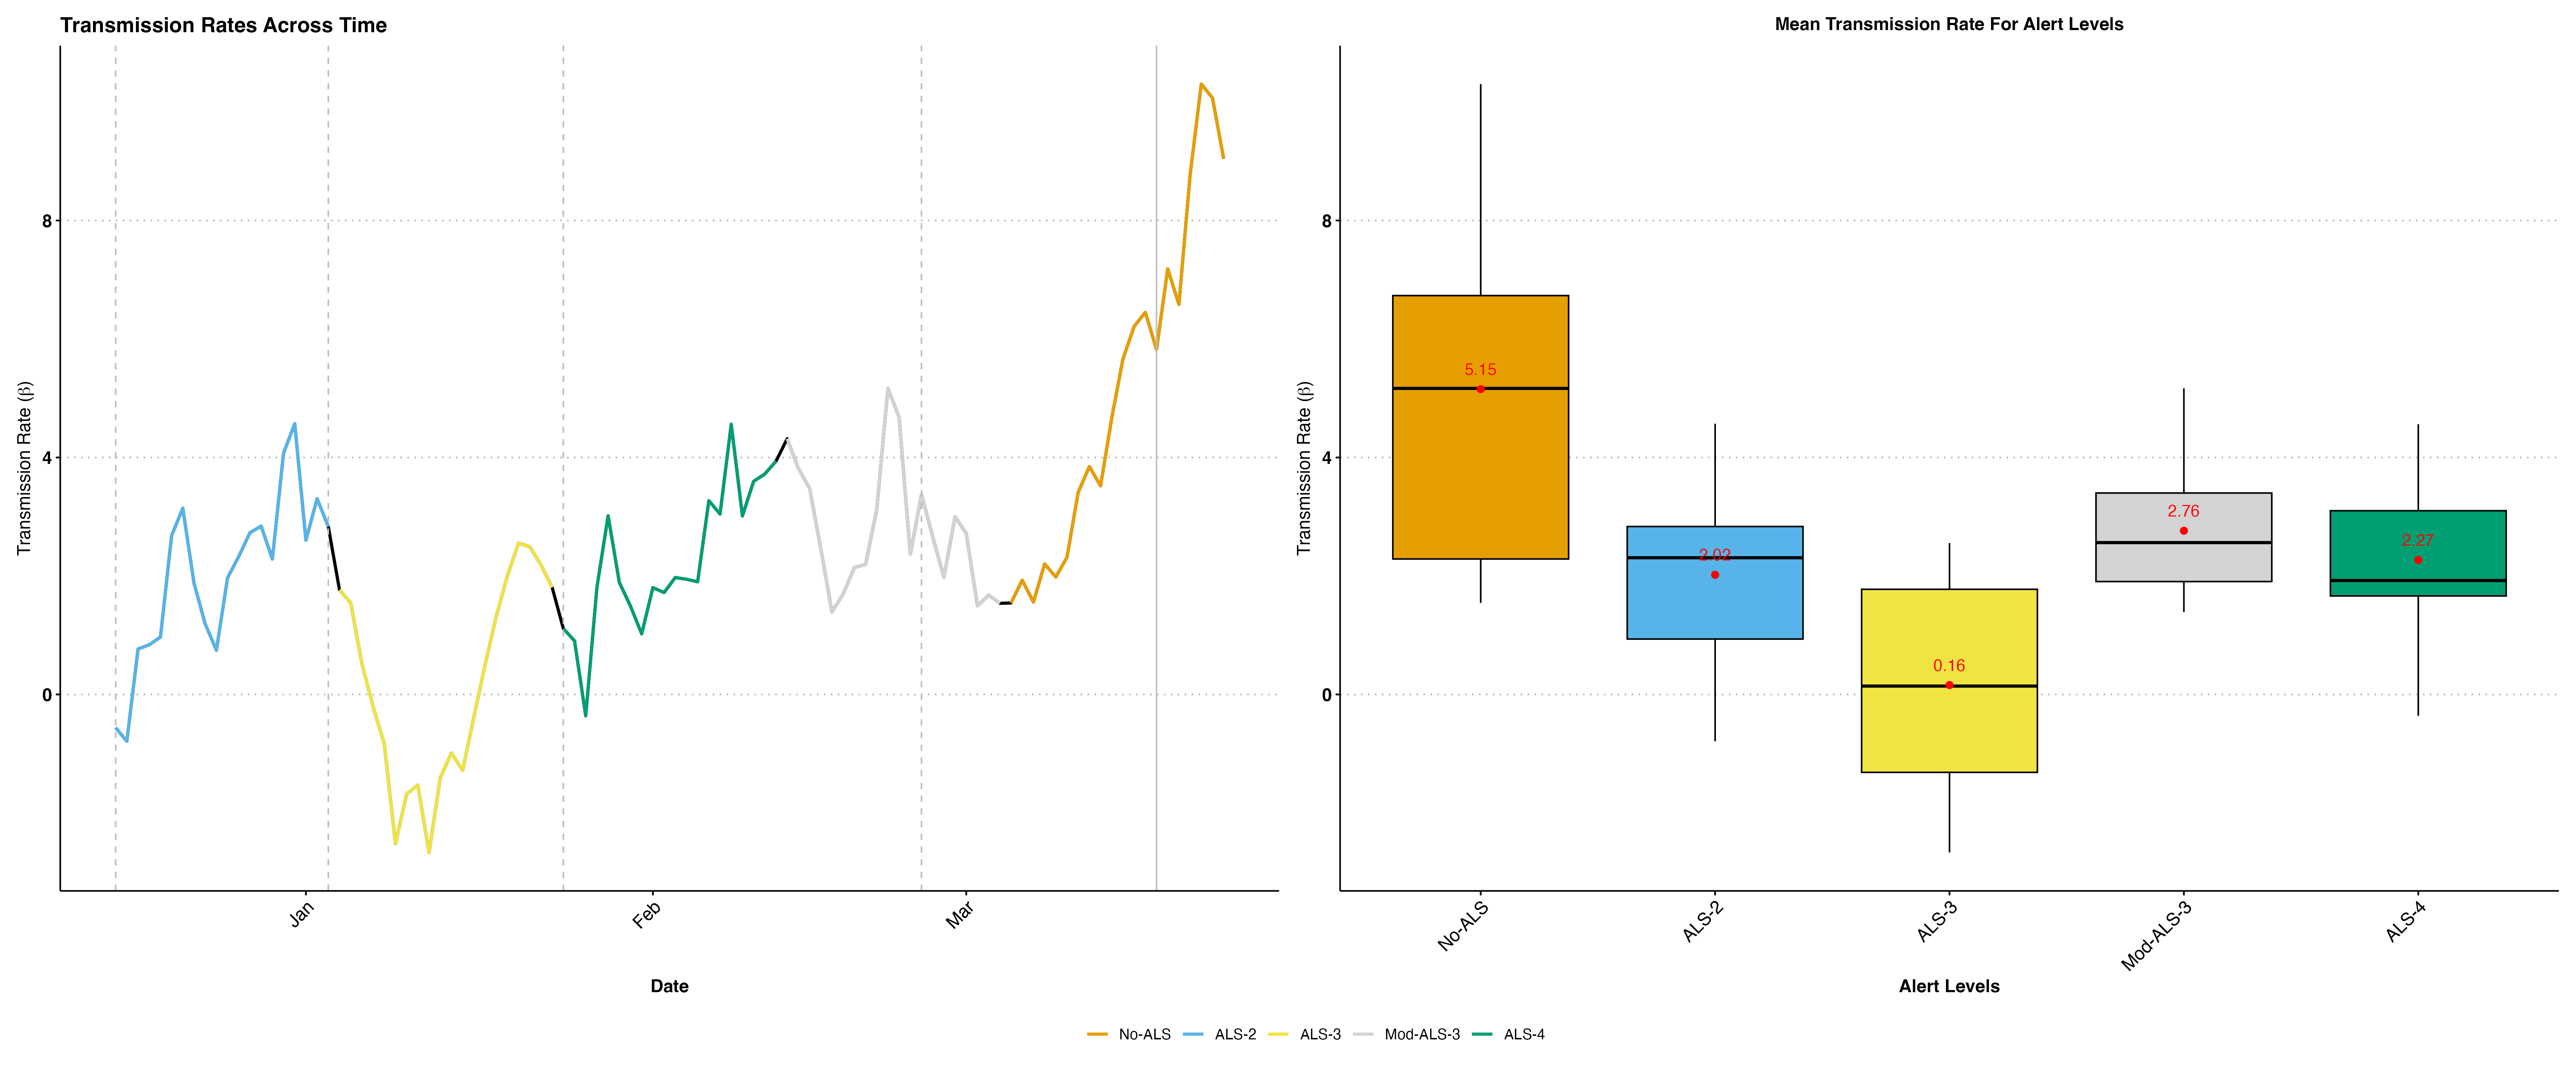 Transmission Rates Across Time
Transmission Rate (β)
8
4
0
Jan
Feb
Mar
Date
Mean Transmission Rate For Alert Levels
Transmission Rate (β)
8
4
0
5.15
2.02
0.16
2.76
2.27
No-ALS
ALS-2
ALS-3
Mod-ALS-3
ALS-4
Alert Levels
No-ALS ALS-2 ALS-3 Mod-ALS-3 ALS-4